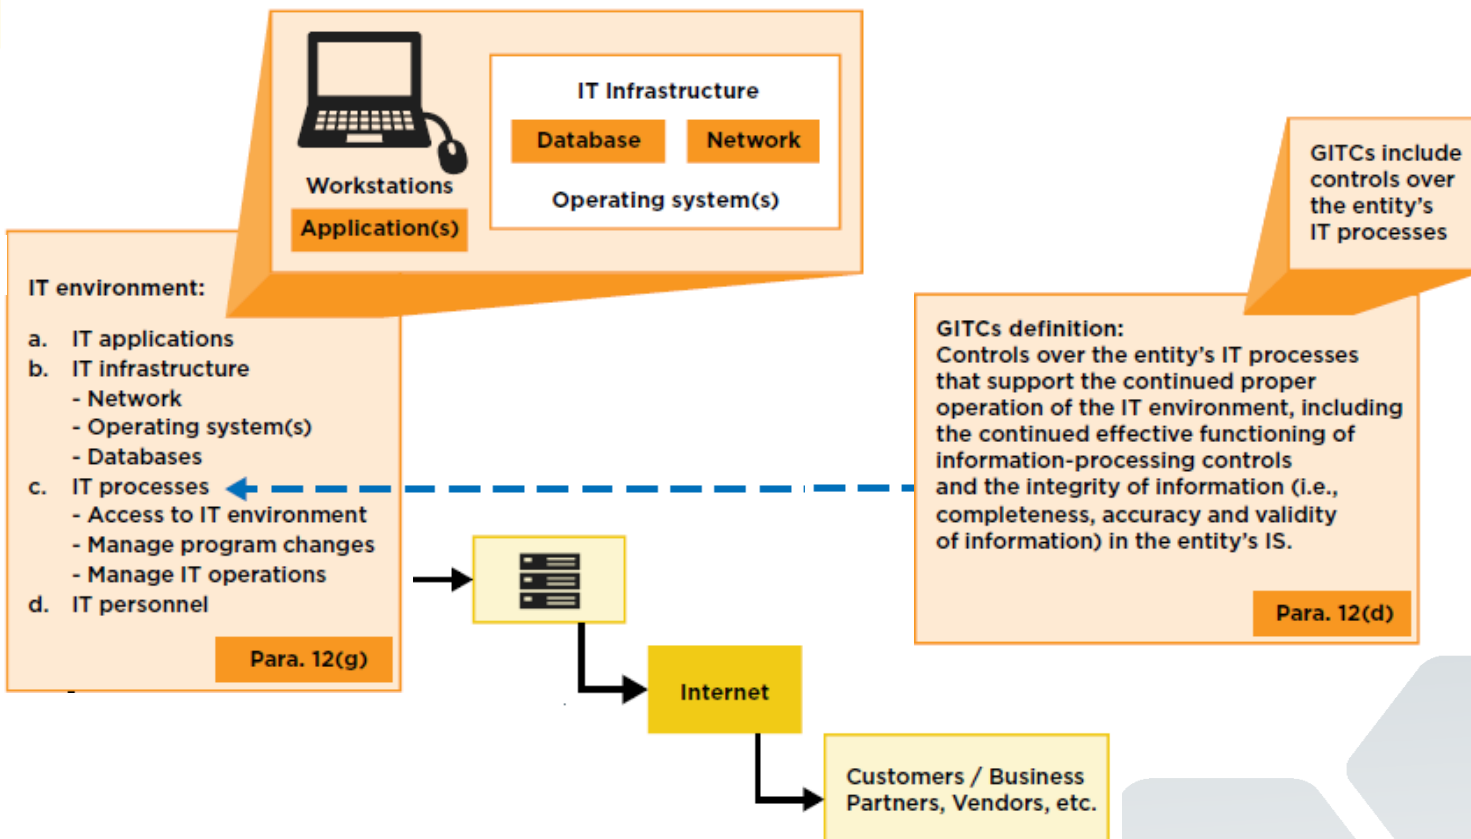 IT Infrastructure
Database
Network
Operating system(s)
Workstations
Application(s)
GITCs include
controls over
the entity's
IT processes
IT environment:
a. IT applications
b. IT infrastructure
- Network
- Operating system(s)
- Databases
c. IT processes
- Access to IT environment
- Manage program changes
- Manage IT operations
d. IT personnel
Para. 12(g)
GITCs definition:
Controls over the entity's IT processes
that support the continued proper
operation of the IT environment, including
the continued effective functioning of
information-processing controls
and the integrity of information (i.e.,
completeness, accuracy and validity
of information) in the entity's IS.
Para. 12(d)
Internet
Customers / Business
Partners, Vendors, etc.